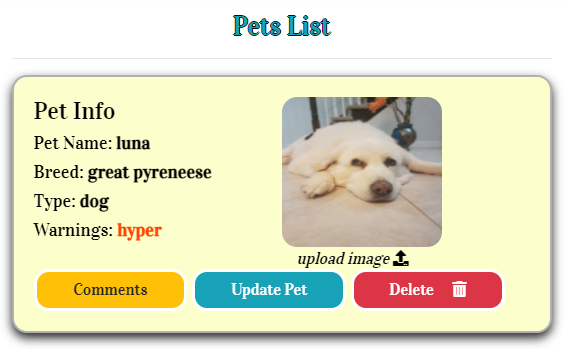 Pets List
Pet Info
Pet Name: luna
Breed: great pyreneese
Type: dog
Warnings: hyper
upload image
Comments
Update Pet
Delete